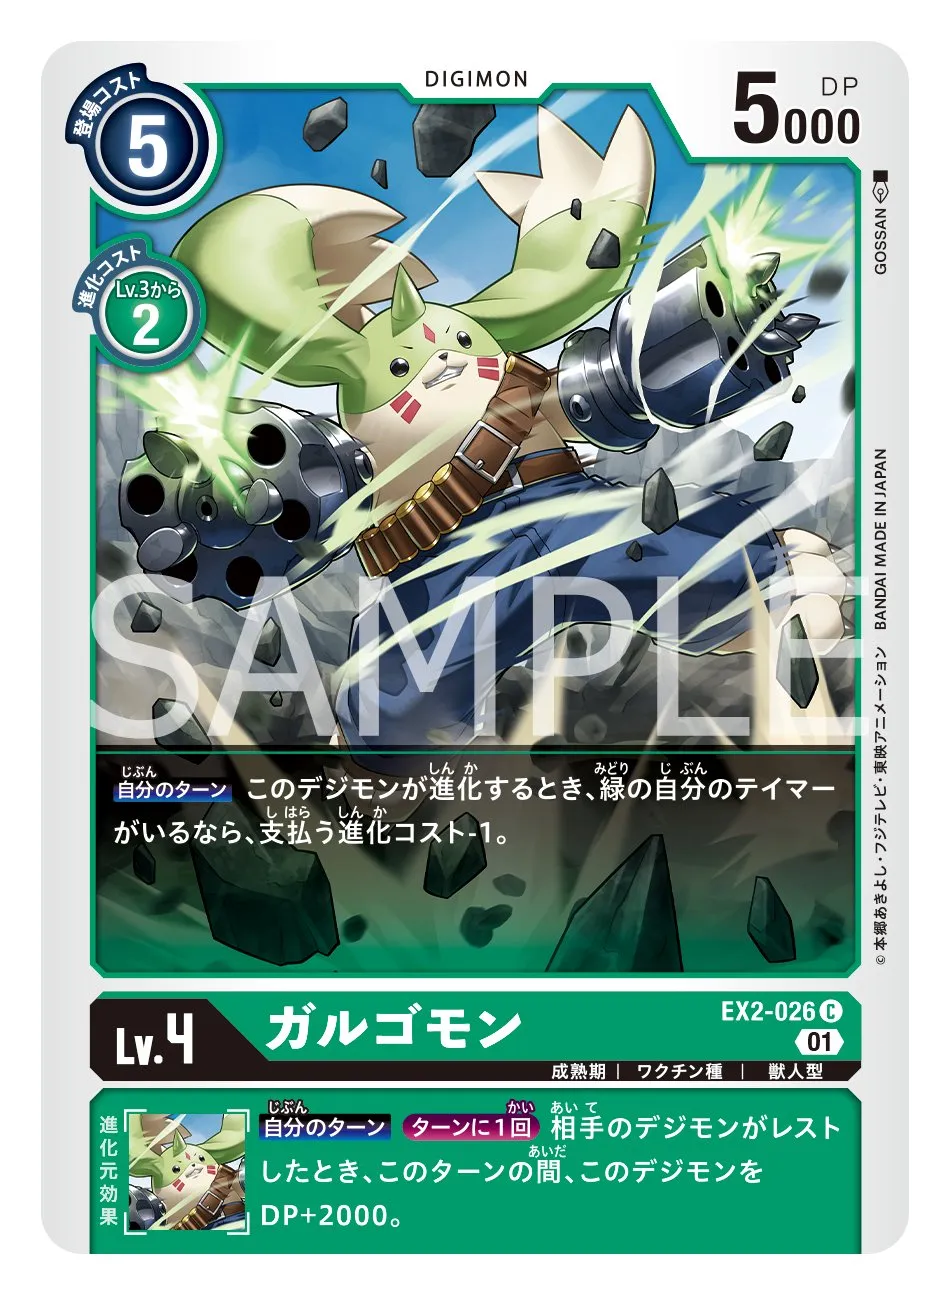 DIGIMON
登場コスト
5
DP
5000
進化コスト
Lv.3から
2
GOSSAN
BANDAI MADE IN JAPAN
©本郷あきよし・フジテレビ・東映アニメーション
SAMPLE
自分のターン このデジモンが進化するとき、緑の自分のテイマー
がいるなら、支払う進化コスト-1。
Lv.4
ガルゴモン
EX2-026 C
01
成熟期 | ワクチン種 | 獣人型
進化元効果
自分のターン ターンに1回 相手のデジモンがレスト
したとき、このターンの間、このデジモンを
DP+2000。